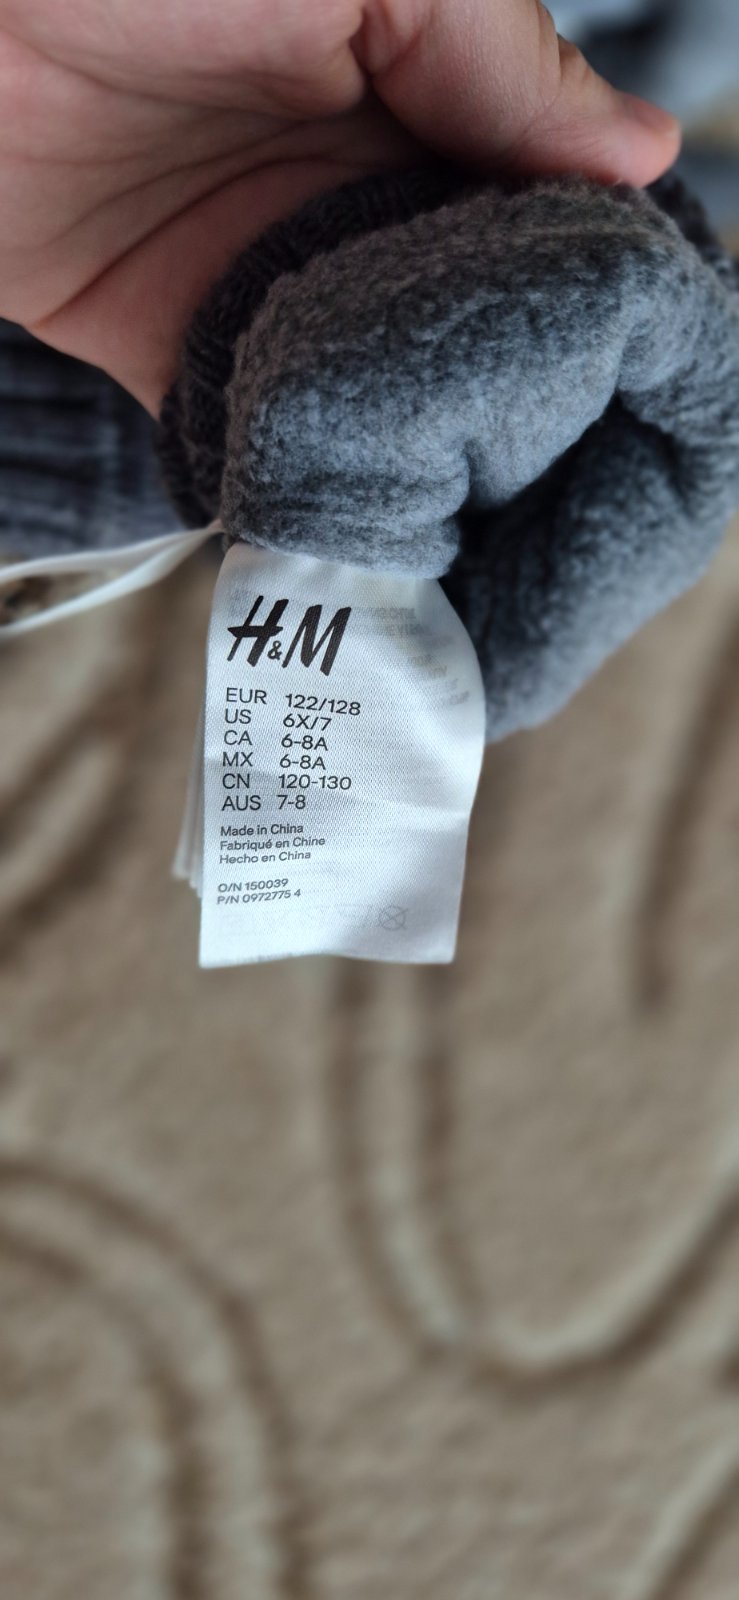 H&M
EUR 122/128
US 6X/7
CA 6-8A
MX 6-8A
CN 120-130
AUS 7-8
Made in China
Fabriqué en Chine
Hecho en China
O/N 150039
P/N 0972775 4